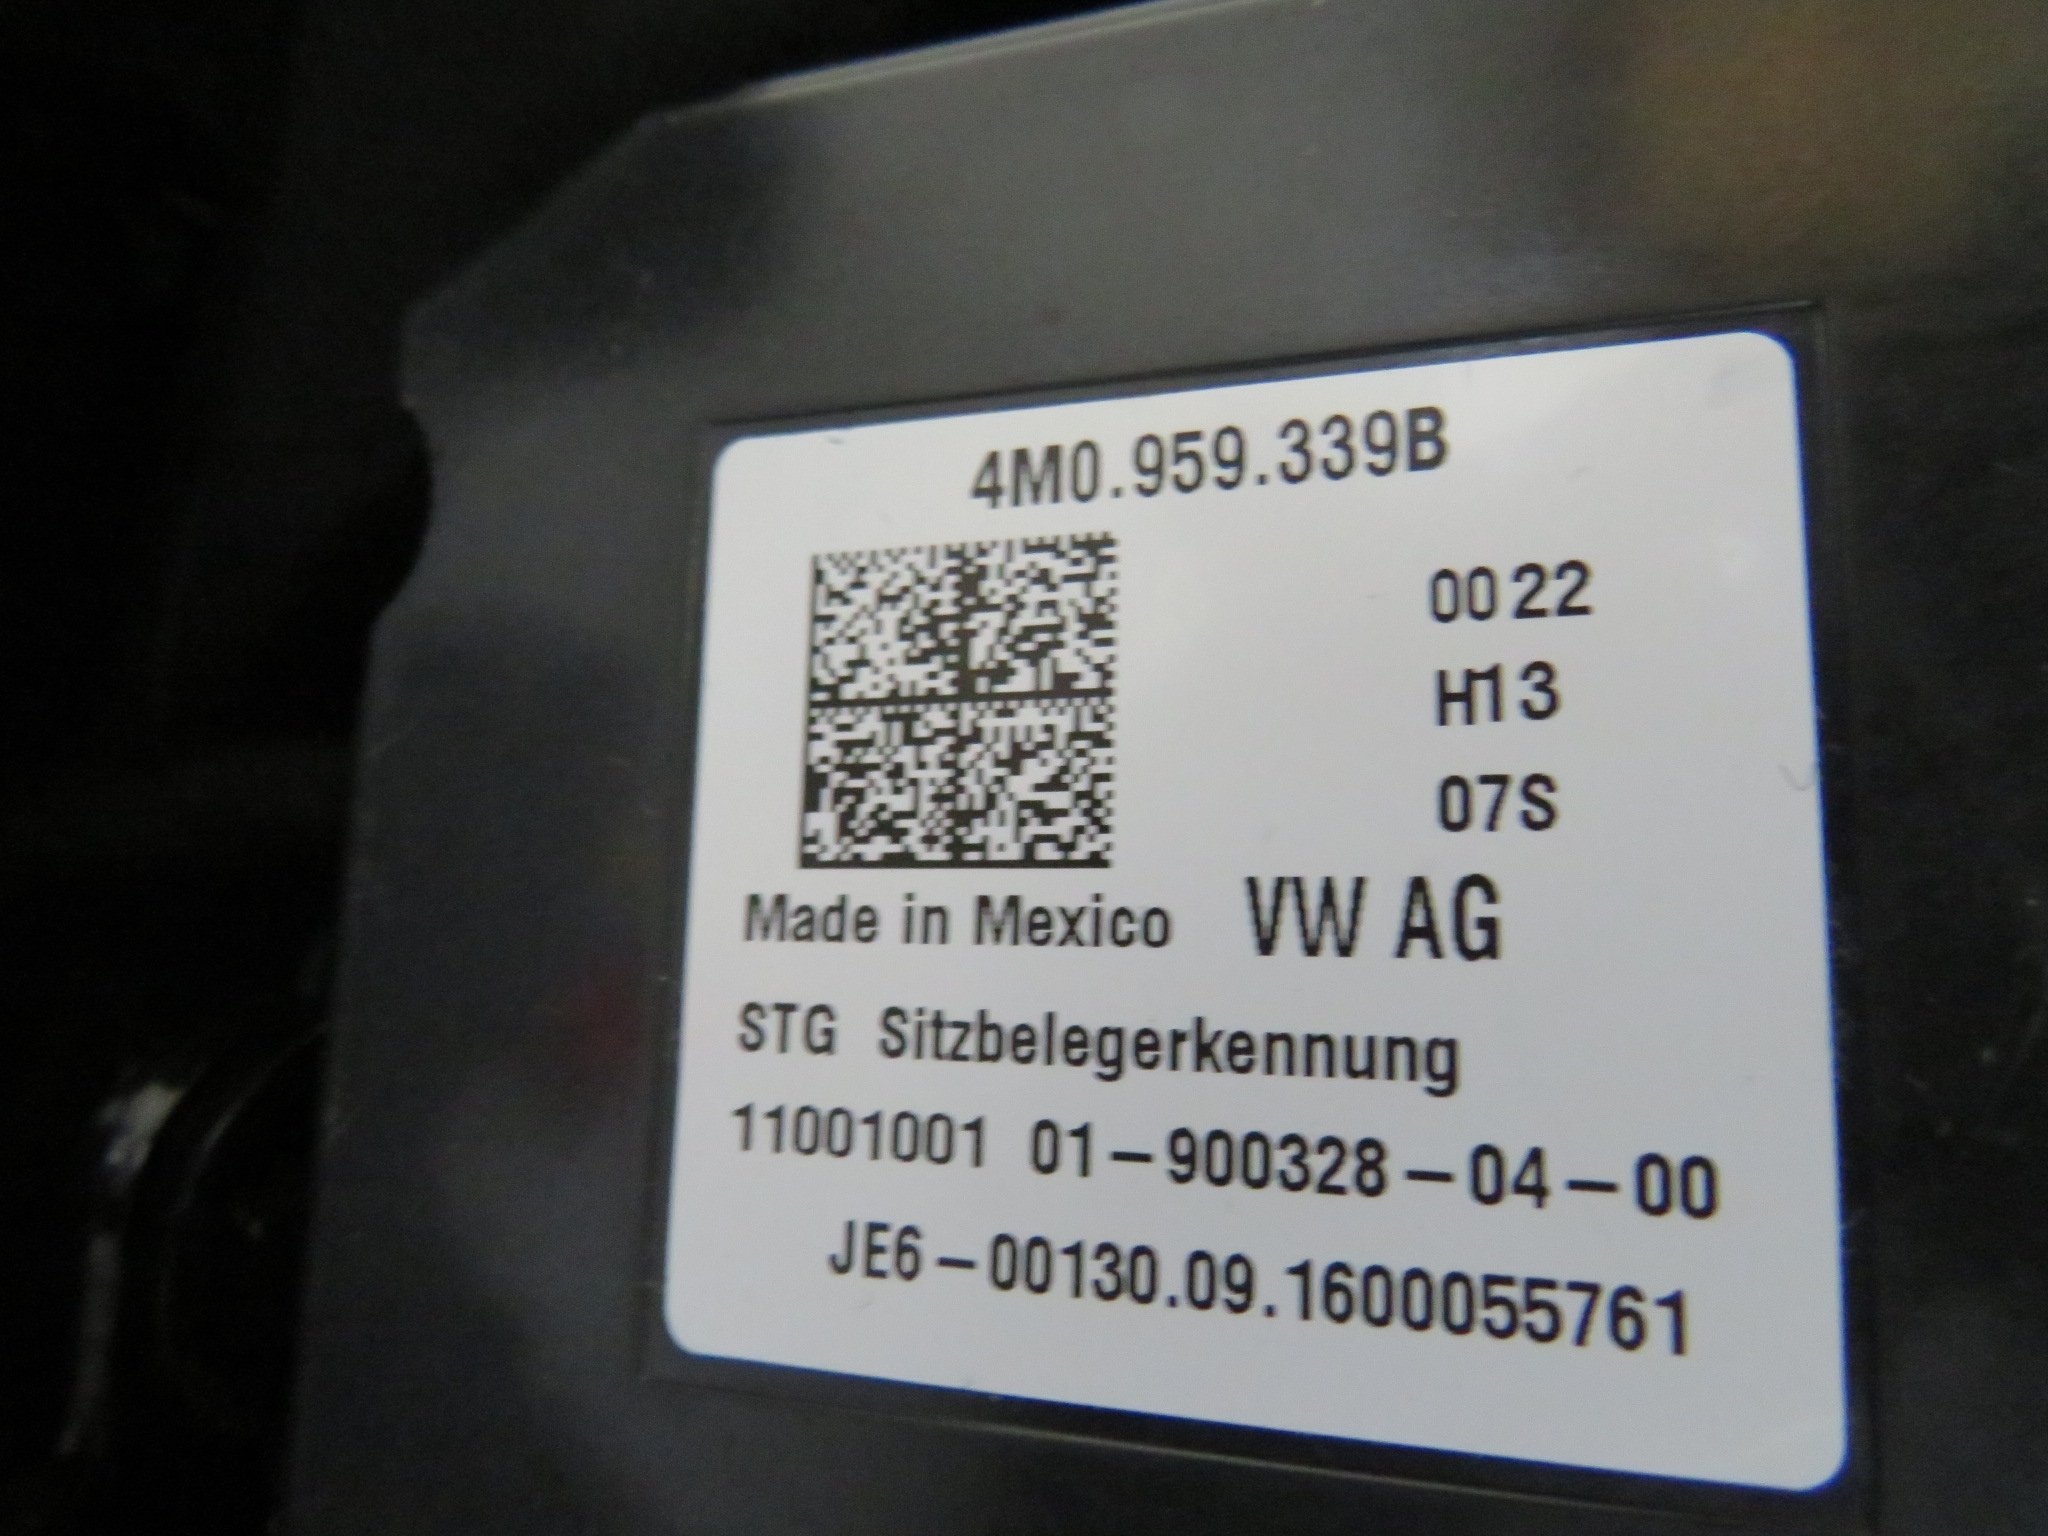 4M0.959.339B
0022
H13
07S
Made in Mexico VW AG
STG Sitzbelegerkennung
11001001 01-900328-04-00
JE6-00130.09.1600055761